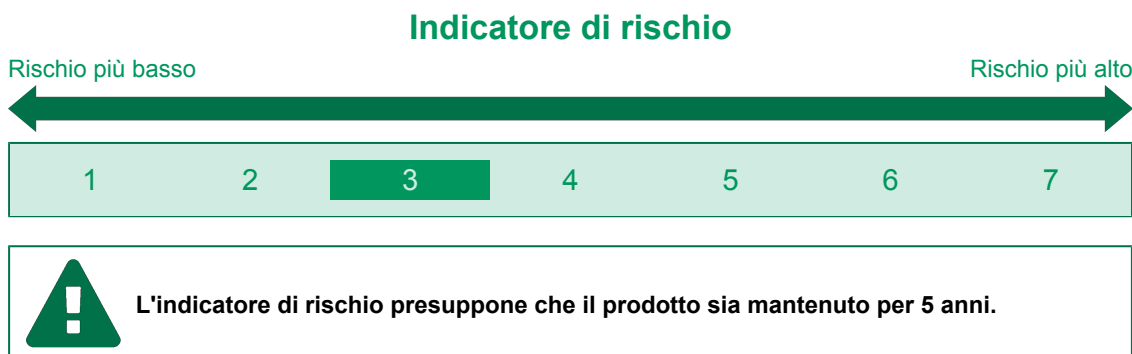 Indicatore di rischio
Rischio più basso Rischio più alto
1 2 3 4 5 6 7
L'indicatore di rischio presuppone che il prodotto sia mantenuto per 5 anni.